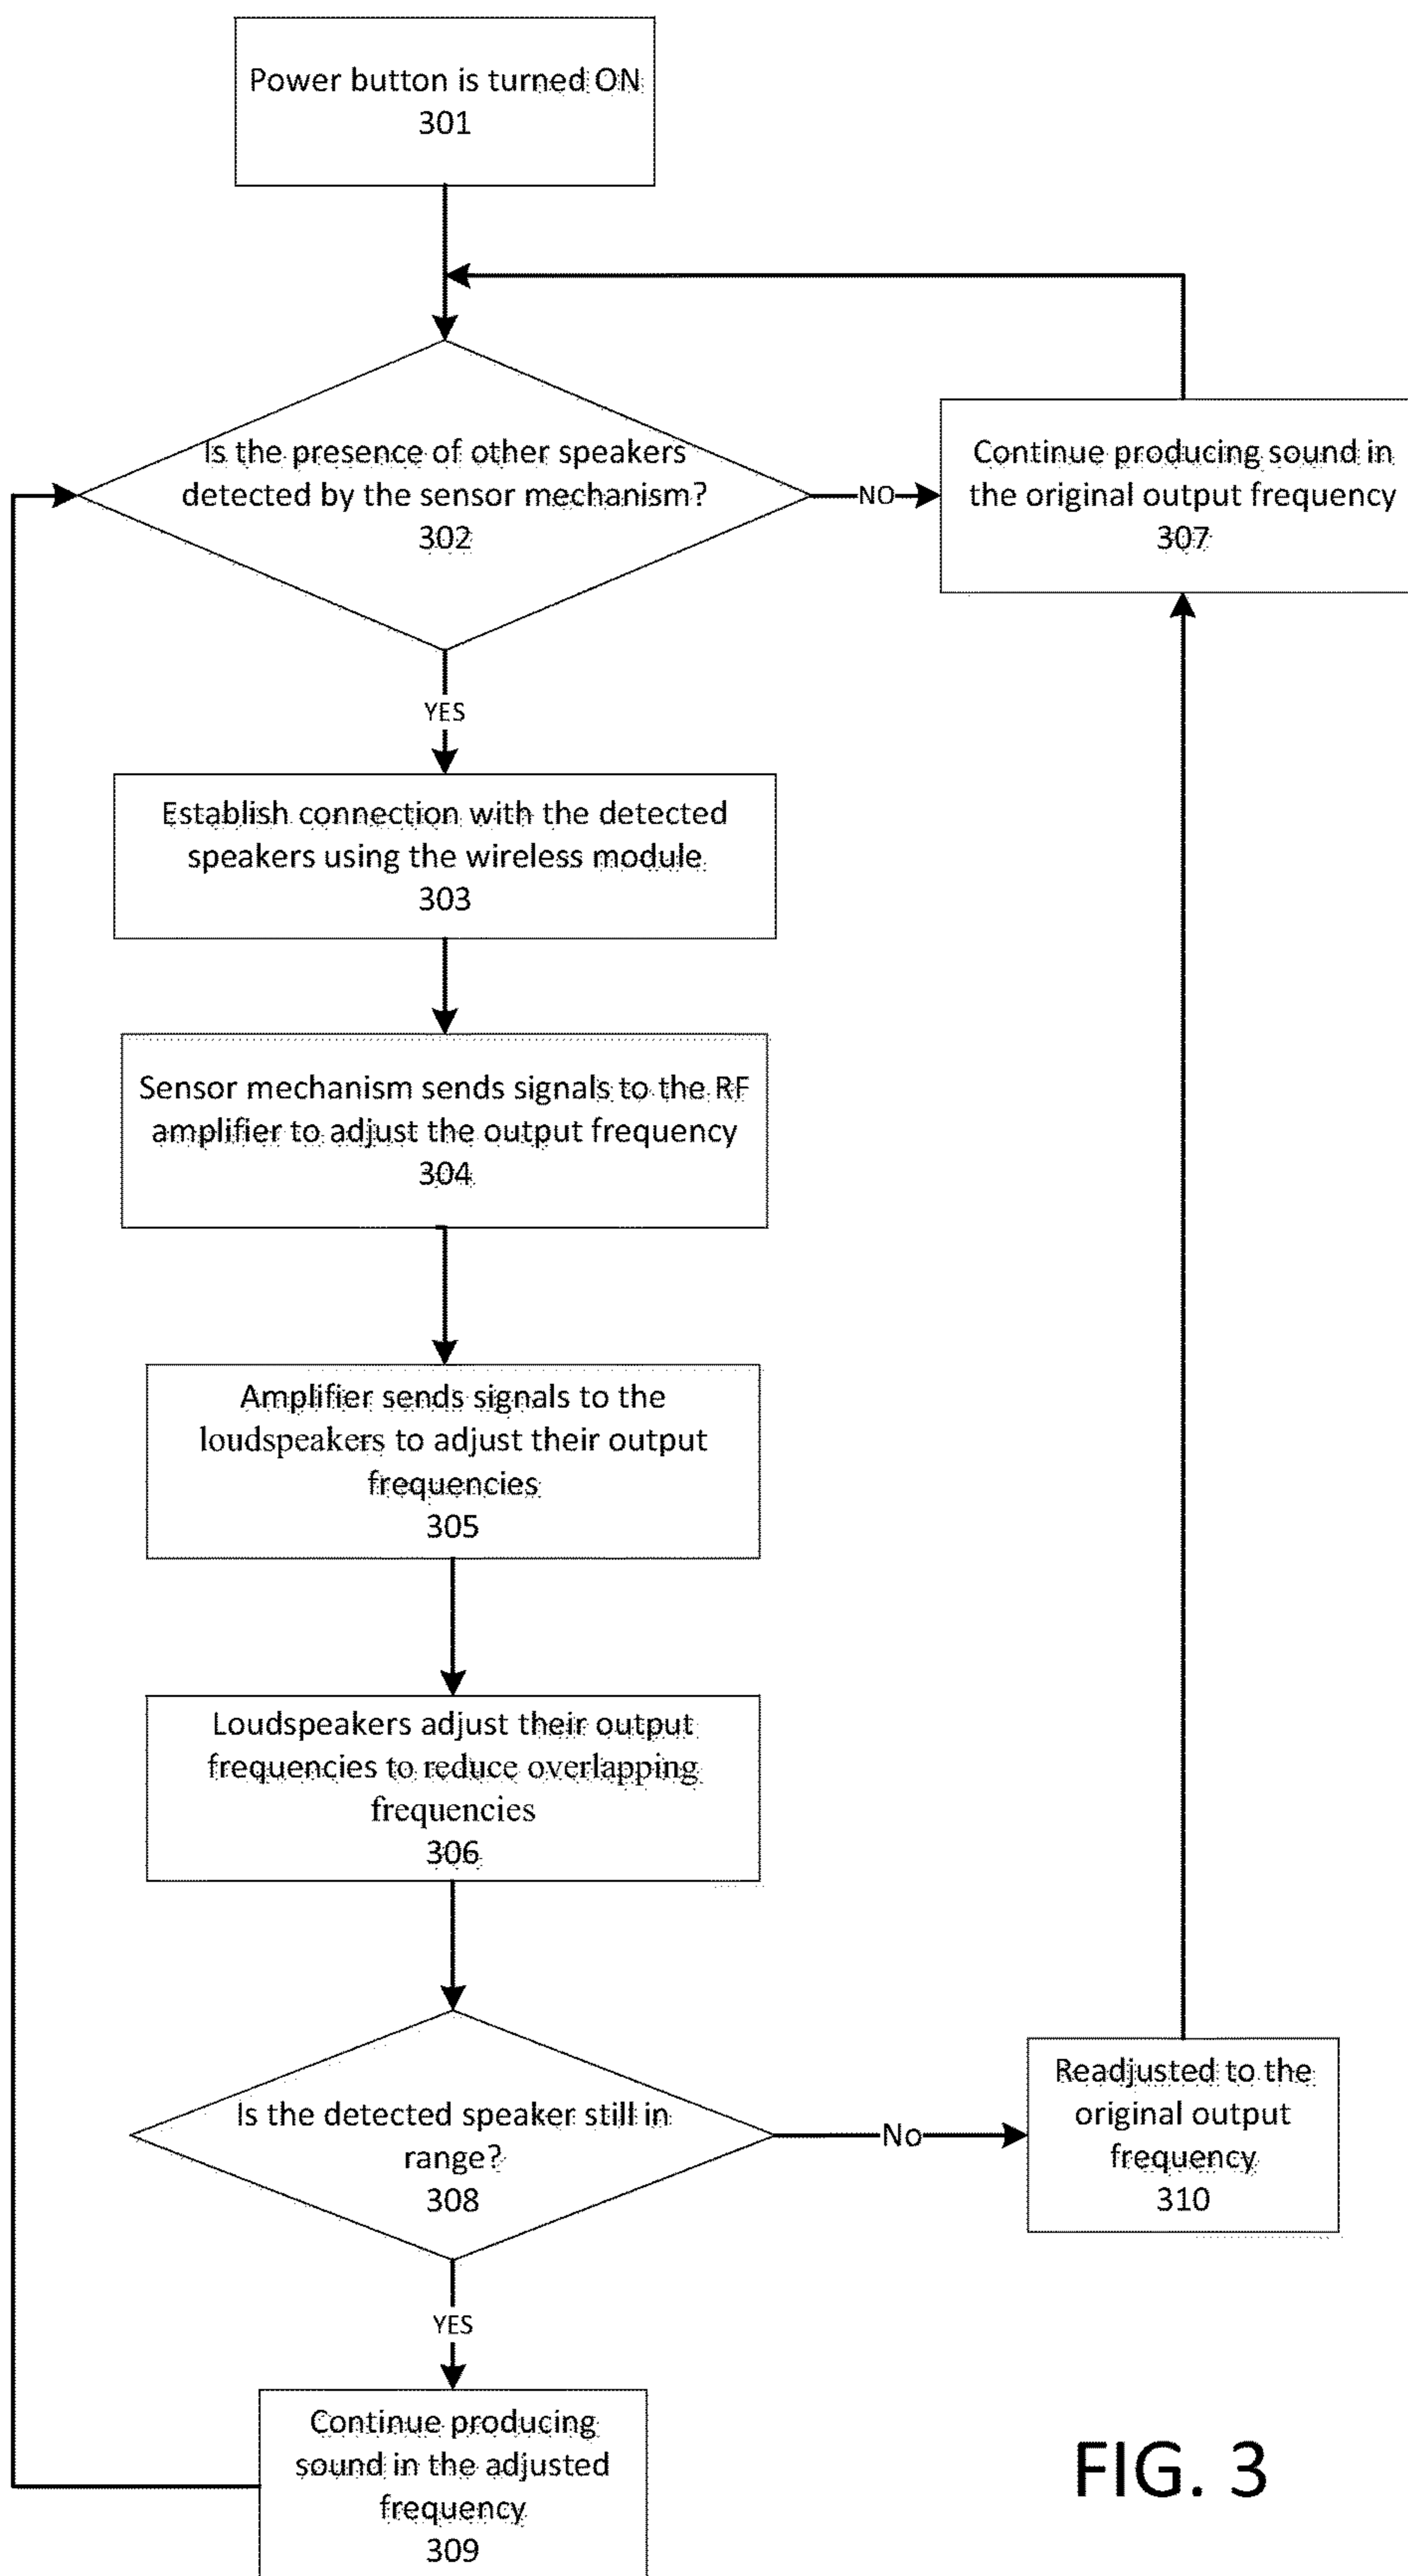 Power button is turned ON
301
Is the presence of other speakers
detected by the sensor mechanism?
302
NO
Continue producing sound in
the original output frequency
307
YES
Establish connection with the detected
speakers using the wireless module
303
Sensor mechanism sends signals to the RF
amplifier to adjust the output frequency
304
Amplifier sends signals to the
loudspeakers to adjust their output
frequencies
305
Loudspeakers adjust their output
frequencies to reduce overlapping
frequencies
306
Is the detected speaker still in
range?
308
No
Readjusted to the
original output
frequency
310
YES
Continue producing
sound in the adjusted
frequency
309
FIG. 3